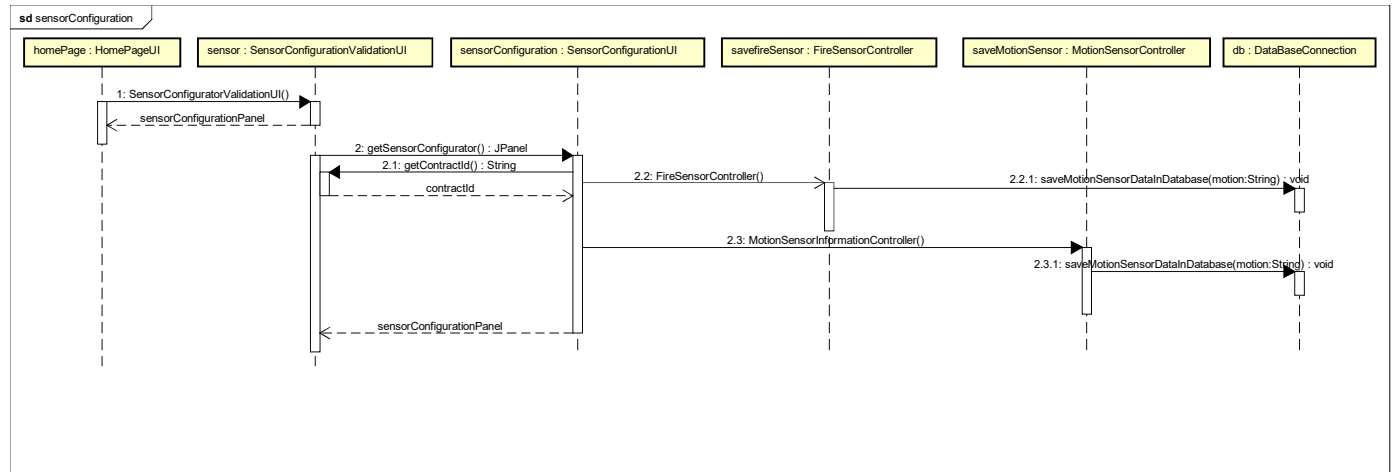 sd sensorConfiguration
homePage : HomePageUI
sensor : SensorConfigurationValidationUI
sensorConfiguration : SensorConfigurationUI
savefireSensor : FireSensorController
saveMotionSensor : MotionSensorController
db : DataBaseConnection
1: SensorConfiguratorValidationUI()
sensorConfigurationPanel
2: getSensorConfigurator() : JPanel
2.1: getContractId() : String
contractId
2.2: FireSensorController()
2.2.1: saveMotionSensorDataInDatabase(motion:String) : void
2.3: MotionSensorInformationController()
2.3.1: saveMotionSensorDataInDatabase(motion:String) : void
sensorConfigurationPanel